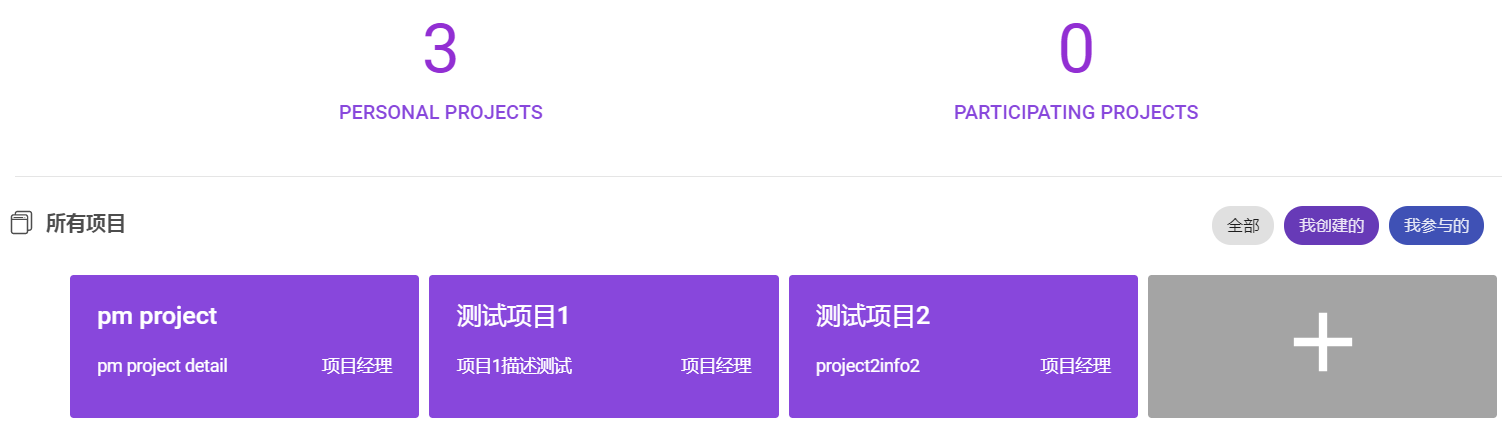 3
0
PERSONAL PROJECTS
PARTICIPATING PROJECTS
所有项目
全部
我创建的
我参与的
pm project
pm project detail
项目经理
测试项目1
项目1描述测试
项目经理
测试项目2
project2info2
项目经理